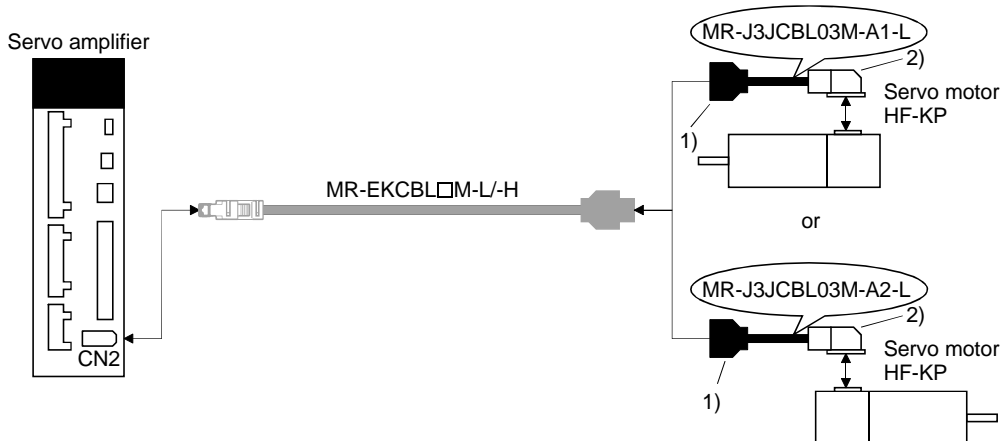 Servo amplifier
MR-J3JCBL03M-A1-L
2)
Servo motor
HF-KP
1)
MR-EKCBL□M-L/-H
or
MR-J3JCBL03M-A2-L
2)
CN2
Servo motor
HF-KP
1)